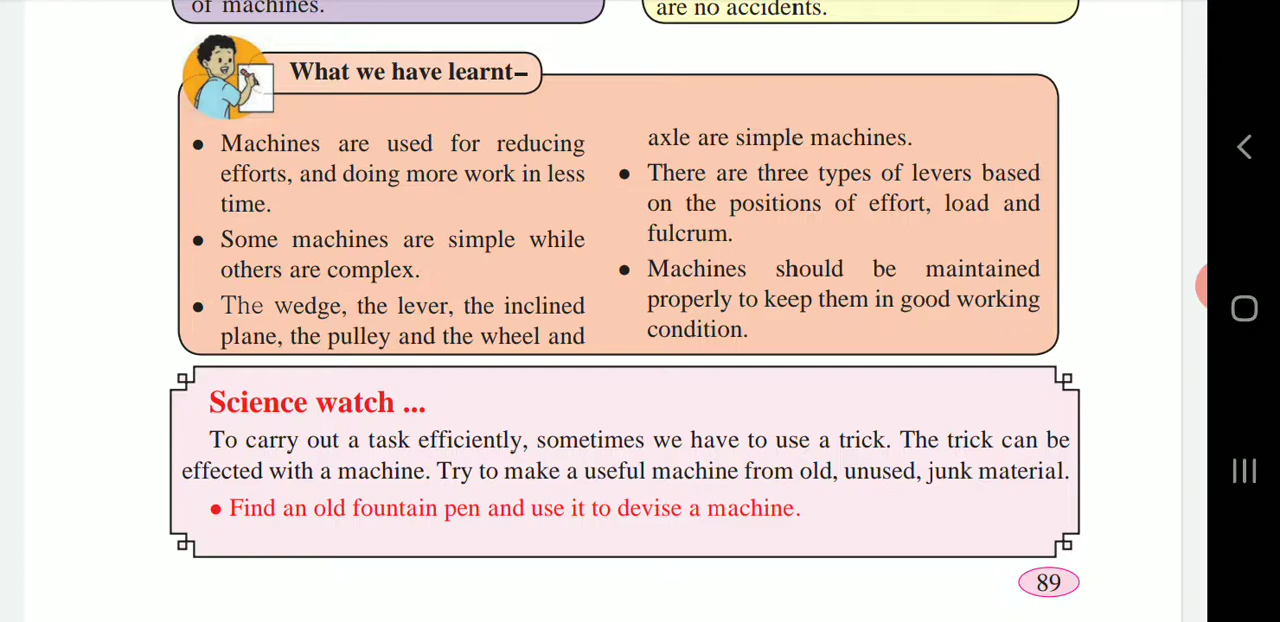 of machines.
are no accidents.
What we have learnt–
● Machines are used for reducing
efforts, and doing more work in less
time.
● Some machines are simple while
others are complex.
● The wedge, the lever, the inclined
plane, the pulley and the wheel and
axle are simple machines.
● There are three types of levers based
on the positions of effort, load and
fulcrum.
● Machines should be maintained
properly to keep them in good working
condition.
Science watch ...
To carry out a task efficiently, sometimes we have to use a trick. The trick can be
effected with a machine. Try to make a useful machine from old, unused, junk material.
● Find an old fountain pen and use it to devise a machine.
89